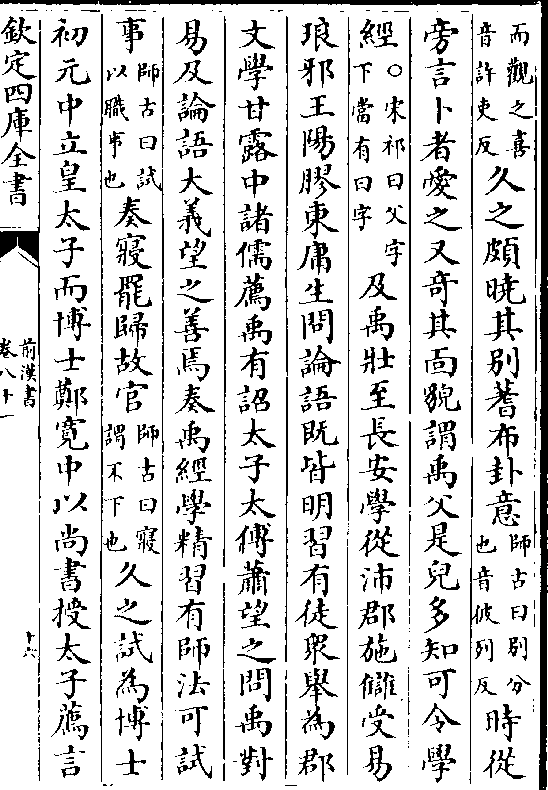 而觀之喜音許吏反久之頗曉其別蓍布卦意師古曰別分也音彼列反時從
旁言卜者愛之又奇其面貌謂禹父是兒多知可令學
經○宋祁曰父字下當有曰字及禹壯至長安學從沛郡施讎受易
琅邪王陽膠東庸生問論語既皆明習有徒衆舉為郡
文學甘露中諸儒薦禹有詔太子太傅蕭望之問禹對
易及論語大義望之善焉奏禹經學精習有師法可試
事師古曰試以職事也奏寢罷歸故官師古曰寢謂不下也久之試為博士
初元中立皇太子而博士鄭寬中以尚書授太子薦言
欽定四庫全書
前漢書
卷八十一
十六